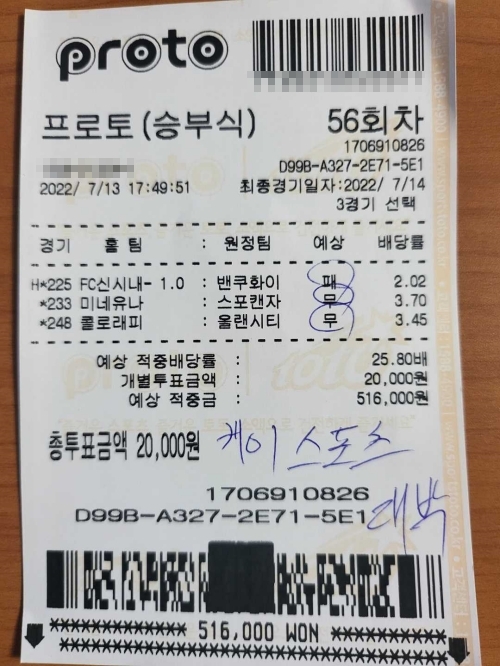 proto
프로토 (승부식) 56회차
1706910826
D99B-A327-2E71-5E1
2022/ 7/13 17:49:51 최종경기일자:2022/ 7/14
3경기 선택
경기 홈 팀 : 원정팀 예상 배당률
H*225 FC신시내- 1.0 : 밴쿠화이 패 2.02
*233 미네유나 : 스포캔자 무 3.70
*248 콜로래피 : 올랜시티 무 3.45
예상 적중배당률 : 25.80배
개별투표금액 : 20,000원
예상 적중금 : 516,000원
총투표금액 20,000원 케이스포츠
1706910826
D99B-A327-2E71-5E1 대박
516,000 WON